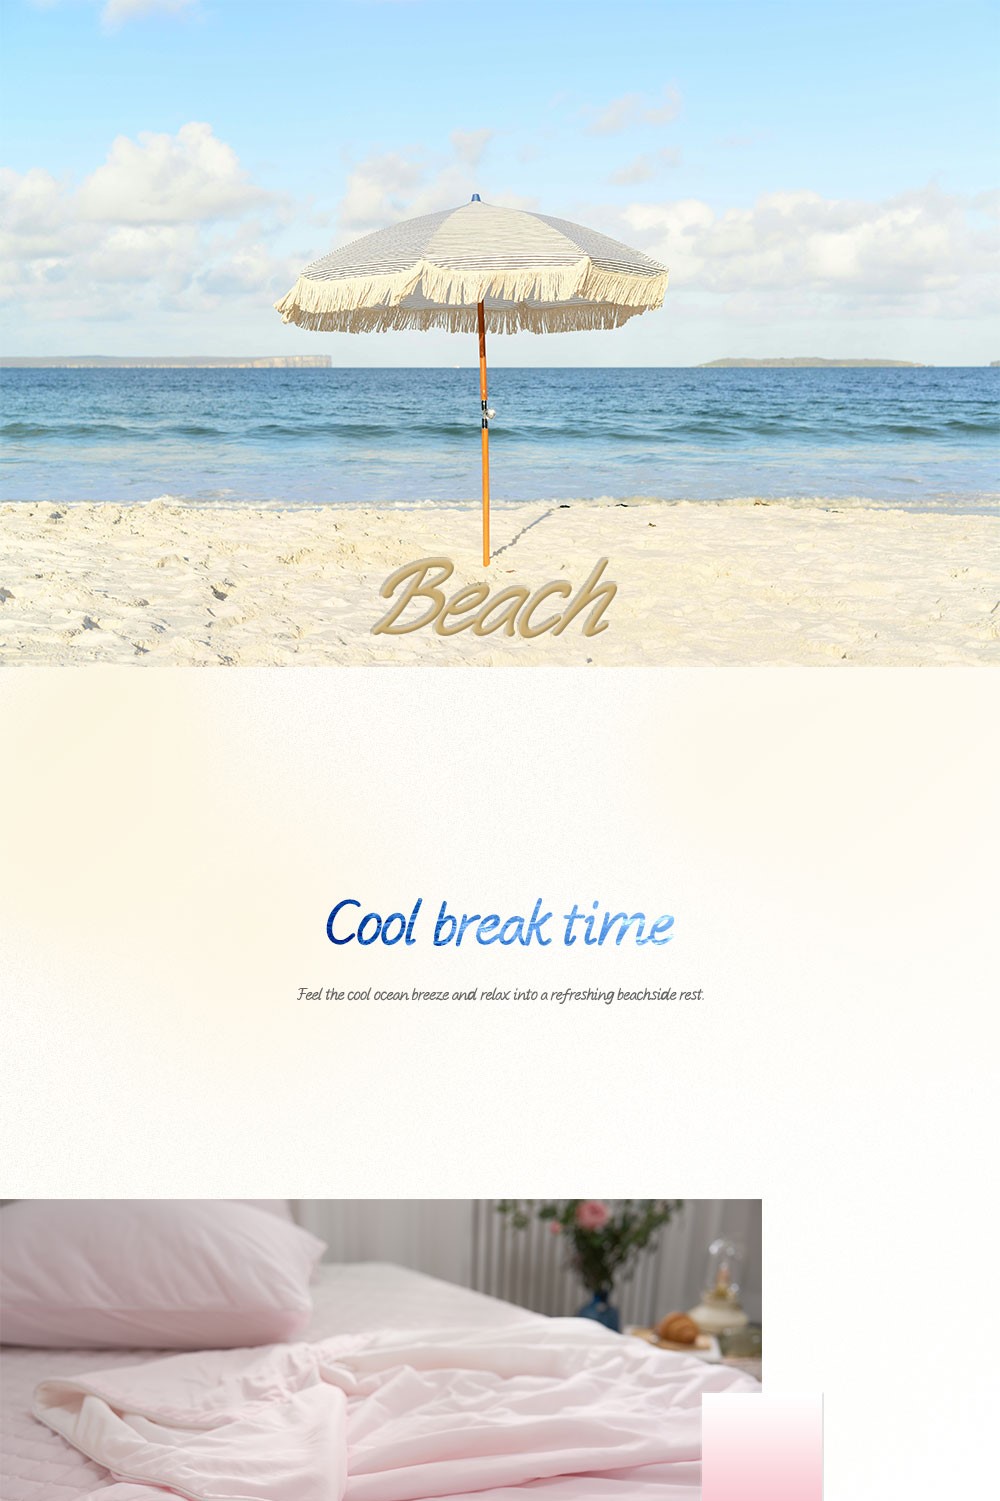 Beach
Cool break time
Feel the cool ocean breeze and relax into a refreshing beachside rest.